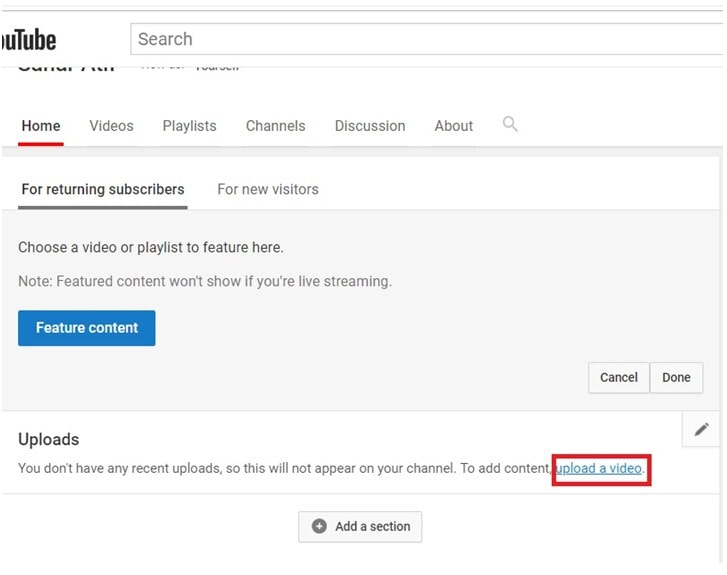 ouTube
Search
Home Videos Playlists Channels Discussion About
For returning subscribers For new visitors
Choose a video or playlist to feature here.
Note: Featured content won't show if you're live streaming.
Feature content
Cancel Done
Uploads
You don't have any recent uploads, so this will not appear on your channel. To add content, upload a video.
Add a section